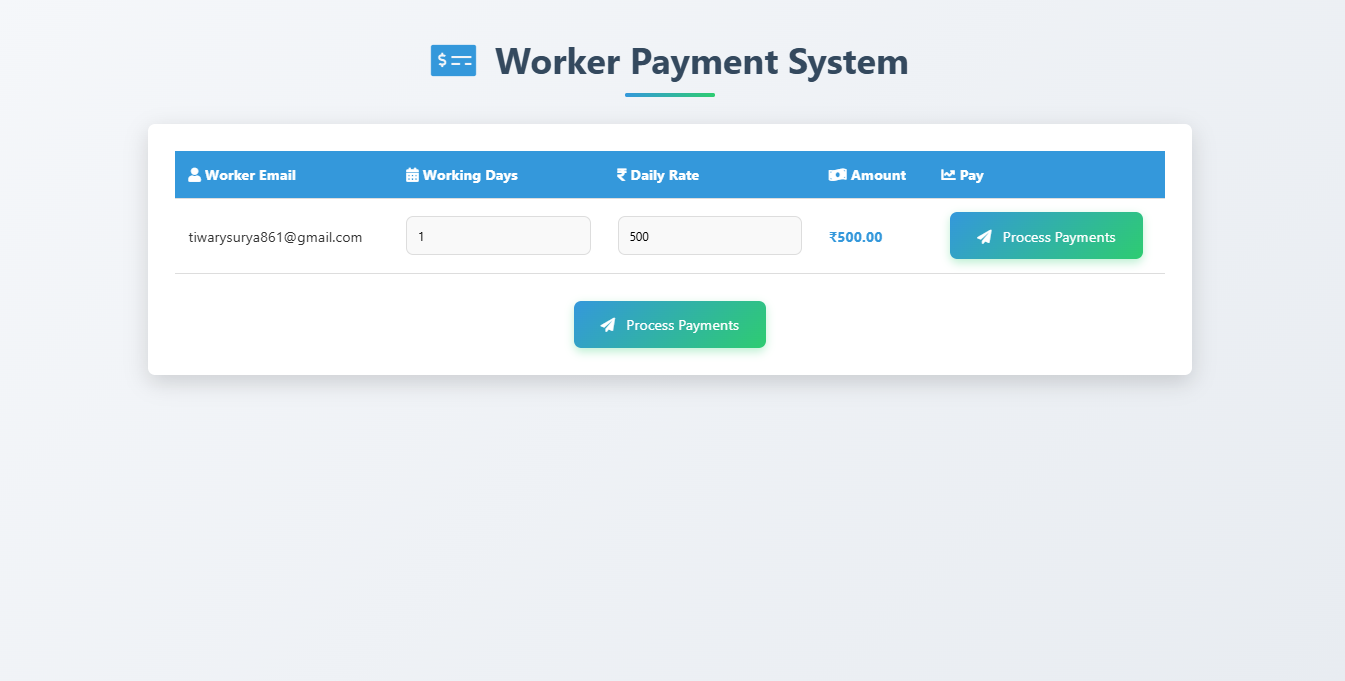 Worker Payment System
Worker Email Working Days ₹ Daily Rate Amount Pay
tiwarysurya861@gmail.com 1 500 ₹500.00 Process Payments
Process Payments